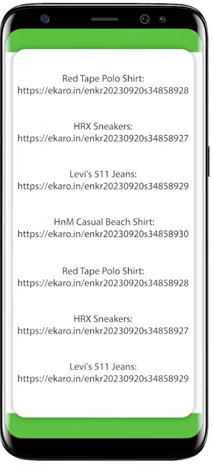 Red Tape Polo Shirt:
https://ekaro.in/enkr20230920s34858928
HRX Sneakers:
https://ekaro.in/enkr20230920s34858927
Levi's 511 Jeans:
https://ekaro.in/enkr20230920s34858929
HnM Casual Beach Shirt:
https://ekaro.in/enkr20230920s34858930
Red Tape Polo Shirt:
https://ekaro.in/enkr20230920s34858928
HRX Sneakers:
https://ekaro.in/enkr20230920s34858927
Levi's 511 Jeans:
https://ekaro.in/enkr20230920s34858929